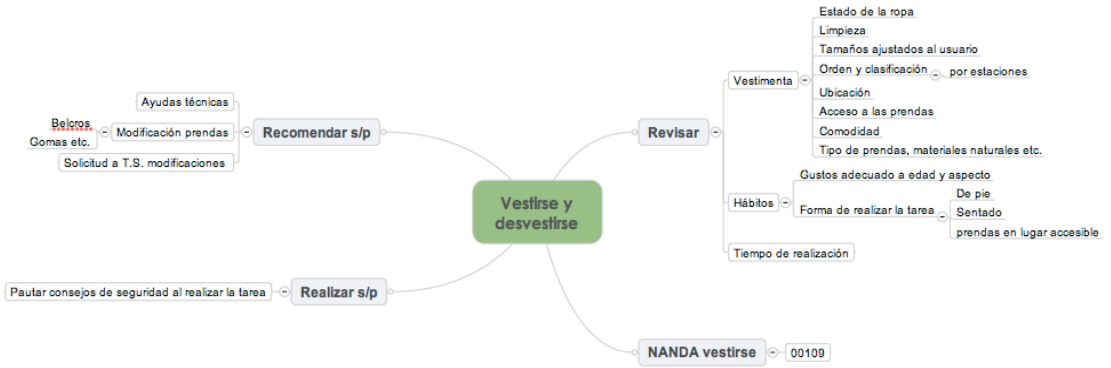 Vestirse y
desvestirse
Revisar
Vestimenta
Estado de la ropa
Limpieza
Tamaños ajustados al usuario
Orden y clasificación
por estaciones
Ubicación
Acceso a las prendas
Comodidad
Tipo de prendas, materiales naturales etc.
Hábitos
Gustos adecuado a edad y aspecto
Forma de realizar la tarea
De pie
Sentado
prendas en lugar accesible
Tiempo de realización
NANDA vestirse
00109
Recomendar s/p
Ayudas técnicas
Modificación prendas
Belcros
Gomas etc.
Solicitud a T.S. modificaciones
Realizar s/p
Pautar consejos de seguridad al realizar la tarea